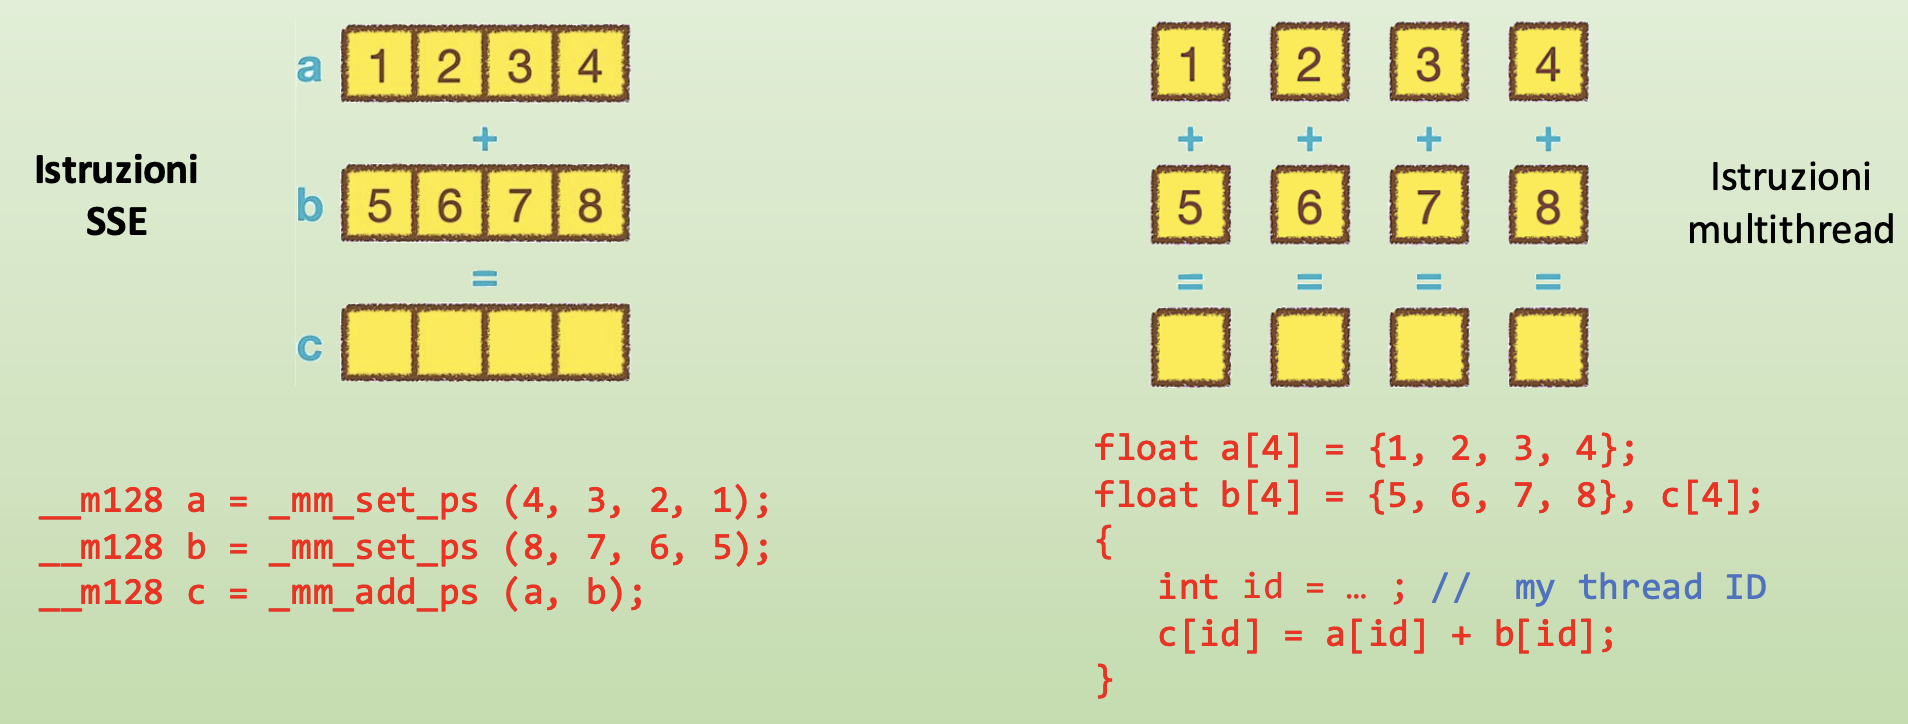 Istruzioni
SSE
a 1 2 3 4
+
b 5 6 7 8
=
c
__m128 a = _mm_set_ps (4, 3, 2, 1);
__m128 b = _mm_set_ps (8, 7, 6, 5);
__m128 c = _mm_add_ps (a, b);
1 2 3 4
+ + + +
5 6 7 8
= = = =
Istruzioni
multithread
float a[4] = {1, 2, 3, 4};
float b[4] = {5, 6, 7, 8}, c[4];
{
int id = … ; // my thread ID
c[id] = a[id] + b[id];
}